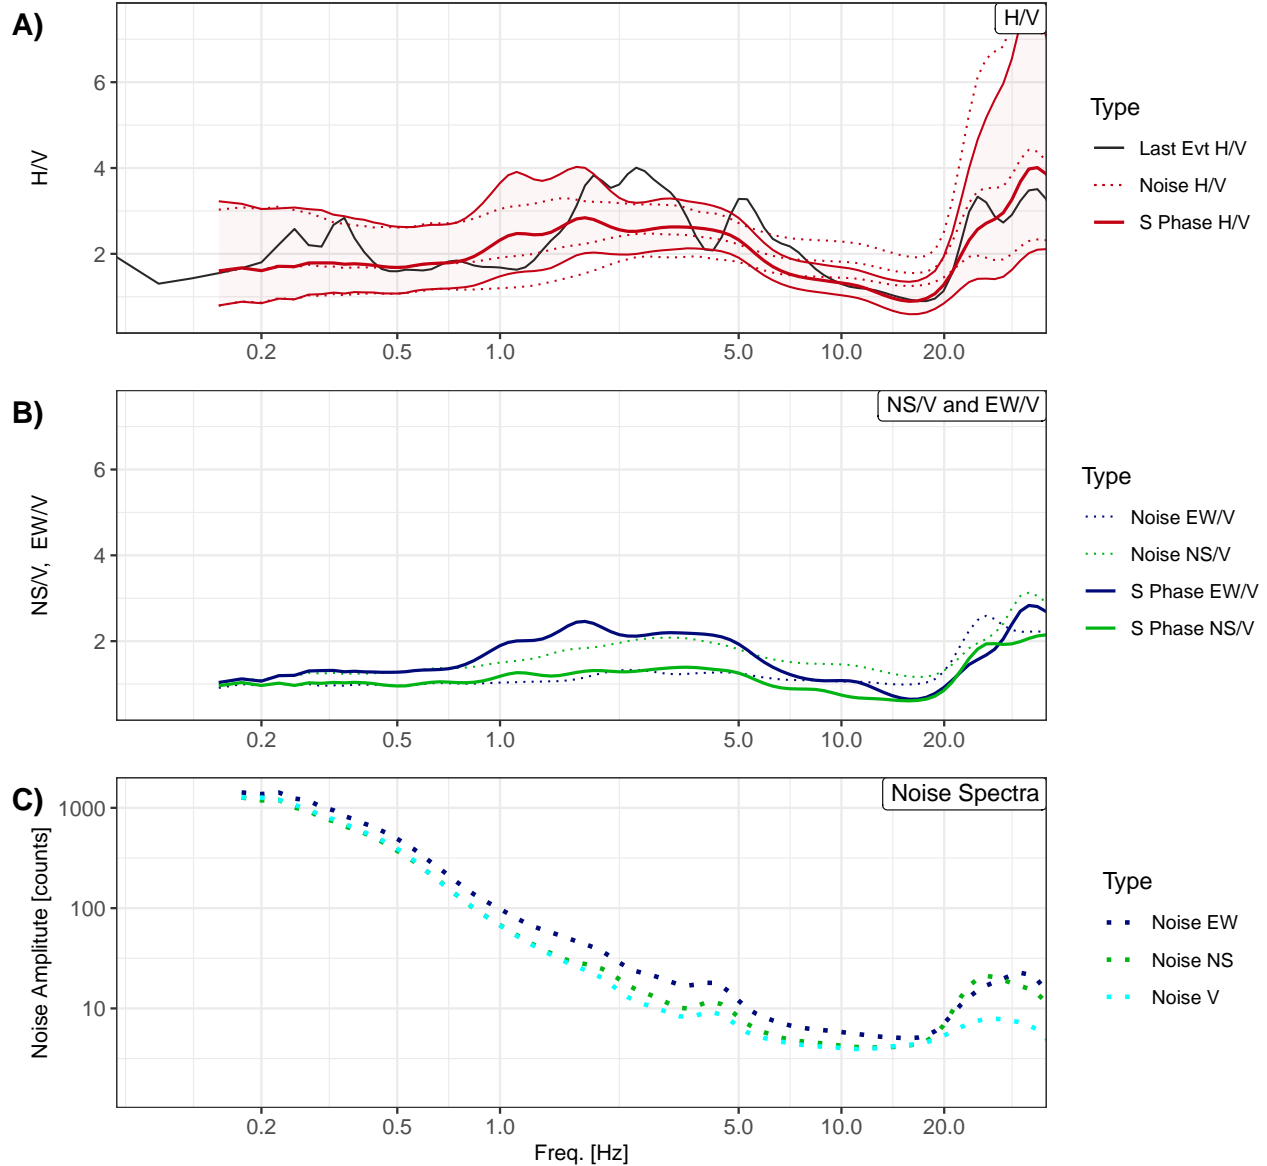 A)
H/V
6
4
2
H/V
0.2 0.5 1.0 5.0 10.0 20.0
Type
Last Evt H/V
Noise H/V
S Phase H/V
B)
NS/V and EW/V
6
4
2
NS/V, EW/V
0.2 0.5 1.0 5.0 10.0 20.0
Type
Noise EW/V
Noise NS/V
S Phase EW/V
S Phase NS/V
C)
Noise Spectra
1000
100
10
Noise Amplitute [counts]
0.2 0.5 1.0 5.0 10.0 20.0
Freq. [Hz]
Type
Noise EW
Noise NS
Noise V